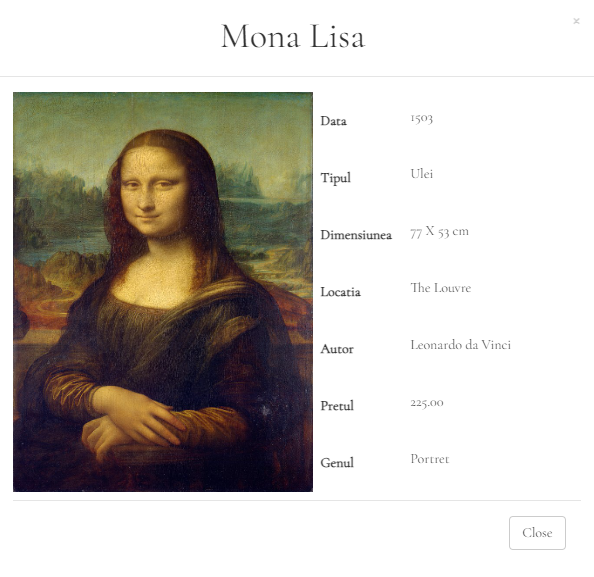 ×
Mona Lisa
Data 1503
Tipul Ulei
Dimensiunea 77 X 53 cm
Locatia The Louvre
Autor Leonardo da Vinci
Pretul 225.00
Genul Portret
Close